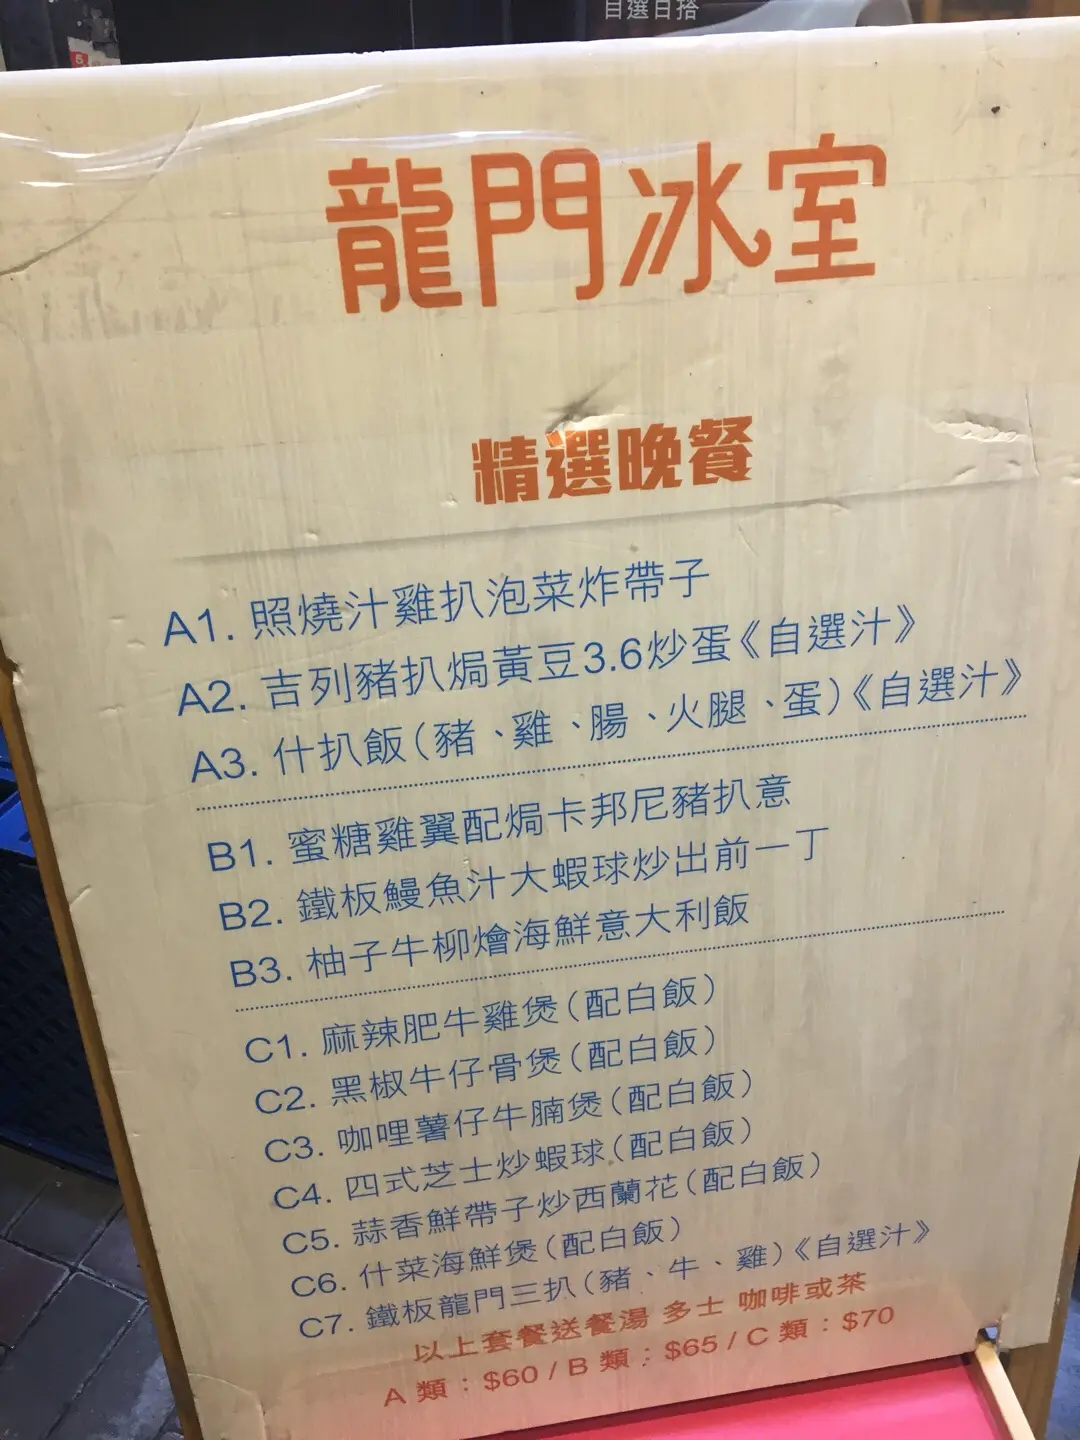 自選自搭
龍門冰室
精選晚餐
A1. 照燒汁雞扒泡菜炸帶子
A2. 吉列豬扒焗黃豆3.6炒蛋《自選汁》
A3. 什扒飯(豬、雞、腸、火腿、蛋)《自選汁》
B1. 蜜糖雞翼配焗卡邦尼豬扒意
B2. 鐵板鰻魚汁大蝦球炒出前一丁
B3. 柚子牛柳燴海鮮意大利飯
C1. 麻辣肥牛雞煲(配白飯)
C2. 黑椒牛仔骨煲(配白飯)
C3. 咖哩薯仔牛腩煲(配白飯)
C4. 四式芝士炒蝦球(配白飯)
C5. 蒜香鮮帶子炒西蘭花(配白飯)
C6. 什菜海鮮煲(配白飯)
C7. 鐵板龍門三扒(豬、牛、雞)《自選汁》
以上套餐送餐湯 多士 咖啡或茶
A 類：$60 / B 類：$65 / C 類：$70